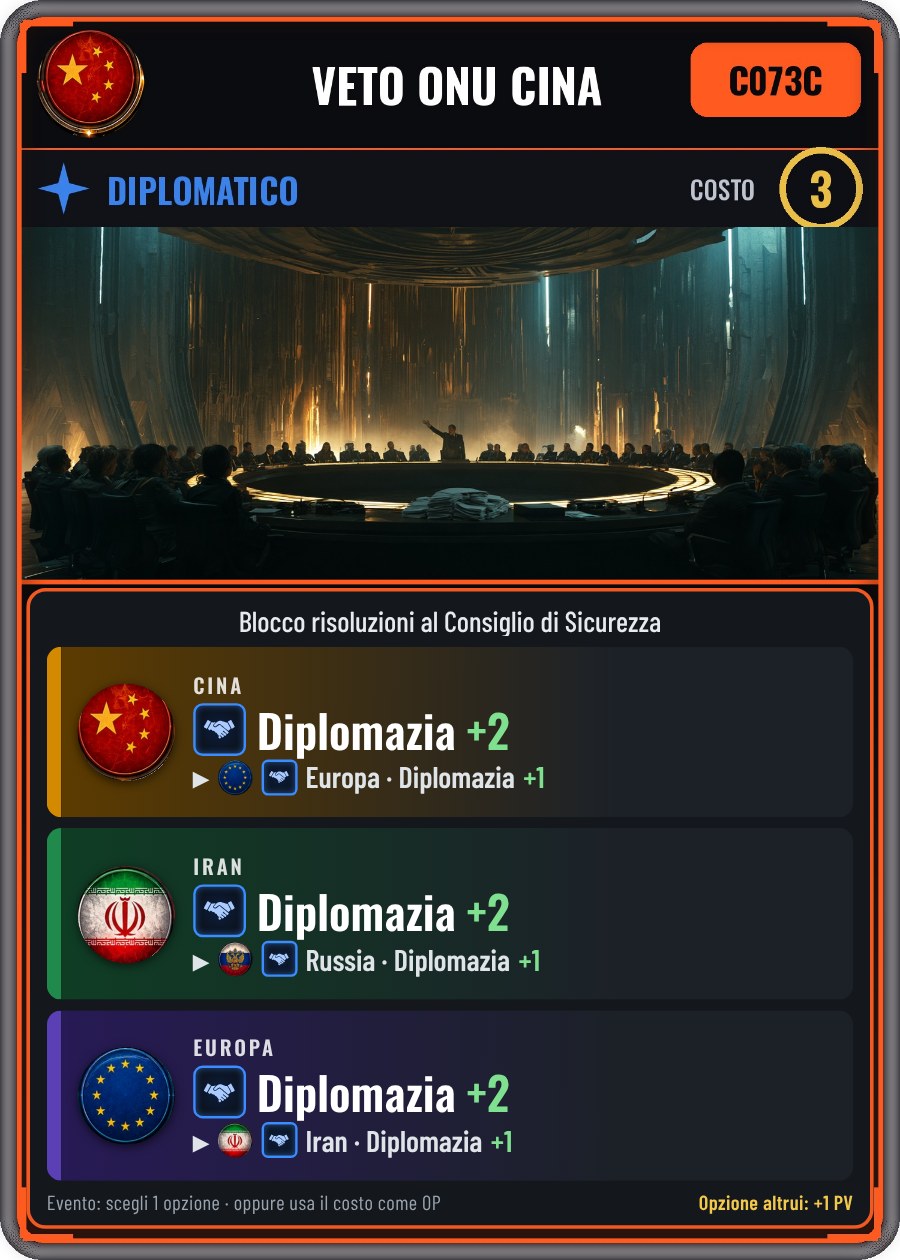 VETO ONU CINA
C073C
DIPLOMATICO
COSTO
3
Blocco risoluzioni al Consiglio di Sicurezza
CINA
Diplomazia +2
▶ Europa · Diplomazia +1
IRAN
Diplomazia +2
▶ Russia · Diplomazia +1
EUROPA
Diplomazia +2
▶ Iran · Diplomazia +1
Evento: scegli 1 opzione · oppure usa il costo come OP
Opzione altrui: +1 PV